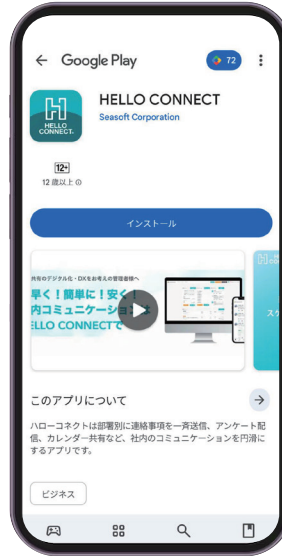 Google Play
72
HELLO
CONNECT.
HELLO CONNECT
Seasoft Corporation
12+
12 歳以上
インストール
共有のデジタル化・DXをお考えの管理者様へ
早く！簡単に！安く！
内コミュニケーションは
ELLO CONNECTで
このアプリについて
ハローコネクトは部署別に連絡事項を一斉送信、アンケート配
信、カレンダー共有など、社内のコミュニケーションを円滑に
するアプリです。
ビジネス